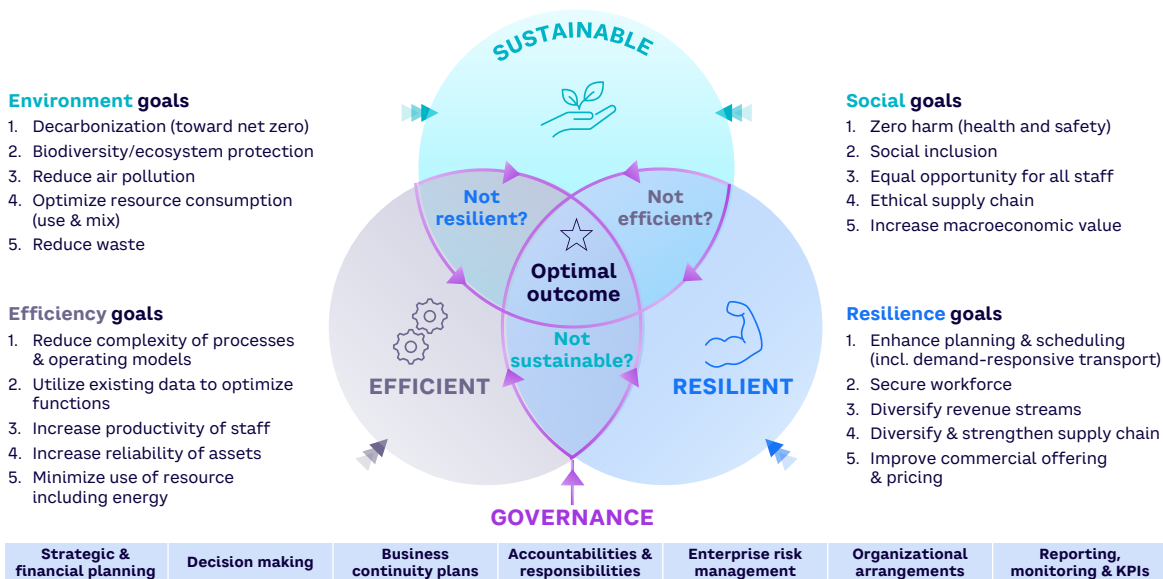 SUSTAINABLE
Environment goals
1. Decarbonization (toward net zero)
2. Biodiversity/ecosystem protection
3. Reduce air pollution
4. Optimize resource consumption
(use & mix)
5. Reduce waste
Social goals
1. Zero harm (health and safety)
2. Social inclusion
3. Equal opportunity for all staff
4. Ethical supply chain
5. Increase macroeconomic value
Not
resilient?
Not
efficient?
Optimal
outcome
Not
sustainable?
EFFICIENT
RESILIENT
Efficiency goals
1. Reduce complexity of processes
& operating models
2. Utilize existing data to optimize
functions
3. Increase productivity of staff
4. Increase reliability of assets
5. Minimize use of resource
including energy
Resilience goals
1. Enhance planning & scheduling
(incl. demand-responsive transport)
2. Secure workforce
3. Diversify revenue streams
4. Diversify & strengthen supply chain
5. Improve commercial offering
& pricing
GOVERNANCE
Strategic &
financial planning
Decision making
Business
continuity plans
Accountabilities &
responsibilities
Enterprise risk
management
Organizational
arrangements
Reporting,
monitoring & KPIs